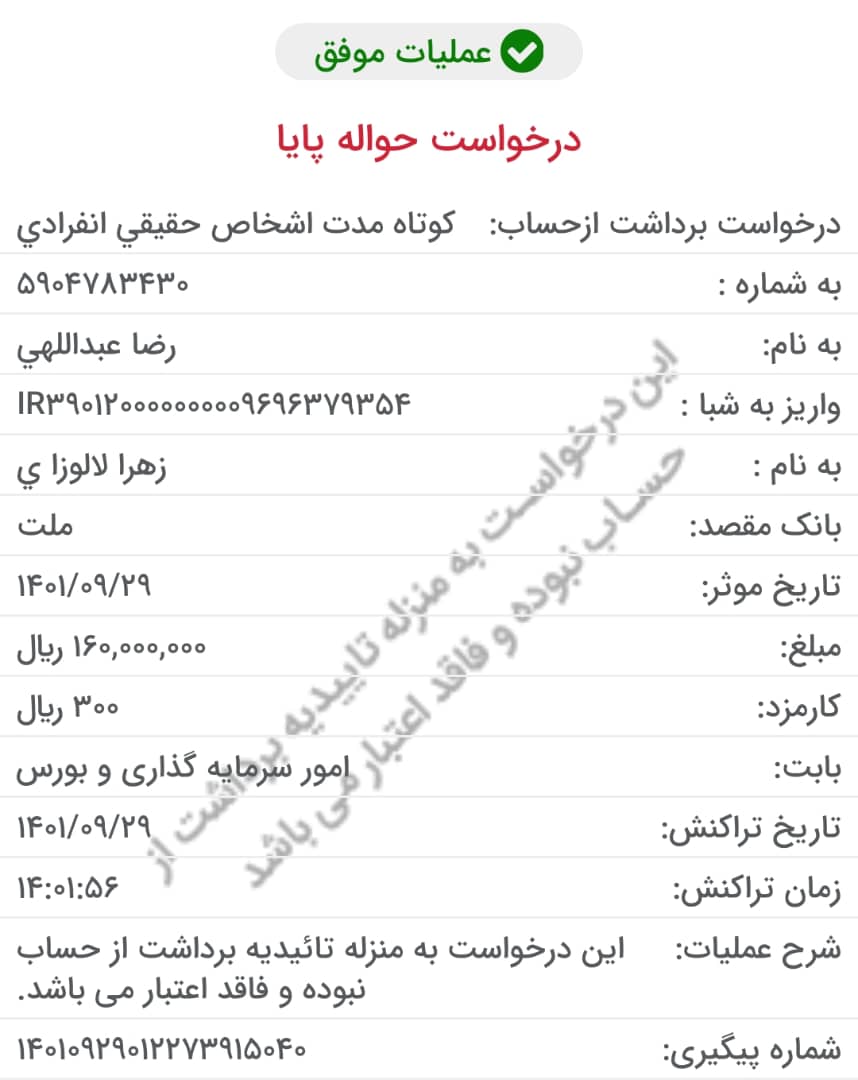 عملیات موفق
درخواست حواله پایا
درخواست برداشت ازحساب: کوتاه مدت اشخاص حقيقي انفرادي
به شماره : ۵۹۰۴۷۸۳۴۳۰
به نام: رضا عبداللهي
واریز به شبا : IR۳۹۰۱۲۰۰۰۰۰۰۰۰۰۹۶۹۶۳۷۹۳۵۴
به نام : زهرا لالوزا ي
بانک مقصد: ملت
تاریخ موثر: ۱۴۰۱/۰۹/۲۹
مبلغ: ۱۶۰,۰۰۰,۰۰۰ ریال
کارمزد: ۳۰۰ ریال
بابت: امور سرمایه گذاری و بورس
تاریخ تراکنش: ۱۴۰۱/۰۹/۲۹
زمان تراکنش: ۱۴:۰۱:۵۶
شرح عملیات: این درخواست به منزله تائیدیه برداشت از حساب
نبوده و فاقد اعتبار می باشد.
شماره پیگیری: ۱۴۰۱۰۹۲۹۰۱۲۲۷۳۹۱۵۰۴۰
این درخواست به منزله تاییدیه برداشت از
حساب نبوده و فاقد اعتبار می باشد